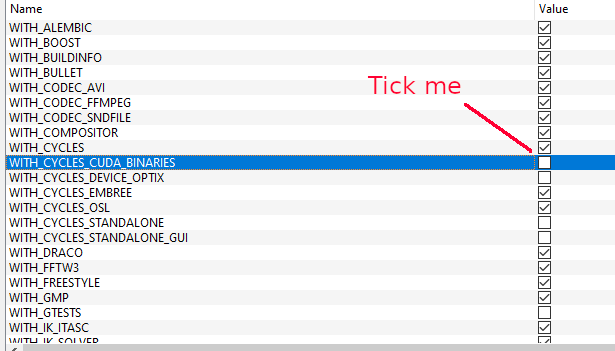 Name Value
WITH_ALEMBIC
WITH_BOOST
WITH_BUILDINFO
WITH_BULLET
WITH_CODEC_AVI
Tick me
WITH_CODEC_FFMPEG
WITH_CODEC_SNDFILE
WITH_COMPOSITOR
WITH_CYCLES
WITH_CYCLES_CUDA_BINARIES
WITH_CYCLES_DEVICE_OPTIX
WITH_CYCLES_EMBREE
WITH_CYCLES_OSL
WITH_CYCLES_STANDALONE
WITH_CYCLES_STANDALONE_GUI
WITH_DRACO
WITH_FFTW3
WITH_FREESTYLE
WITH_GMP
WITH_GTESTS
WITH_IK_ITASC
WITH_IK_SOLVER